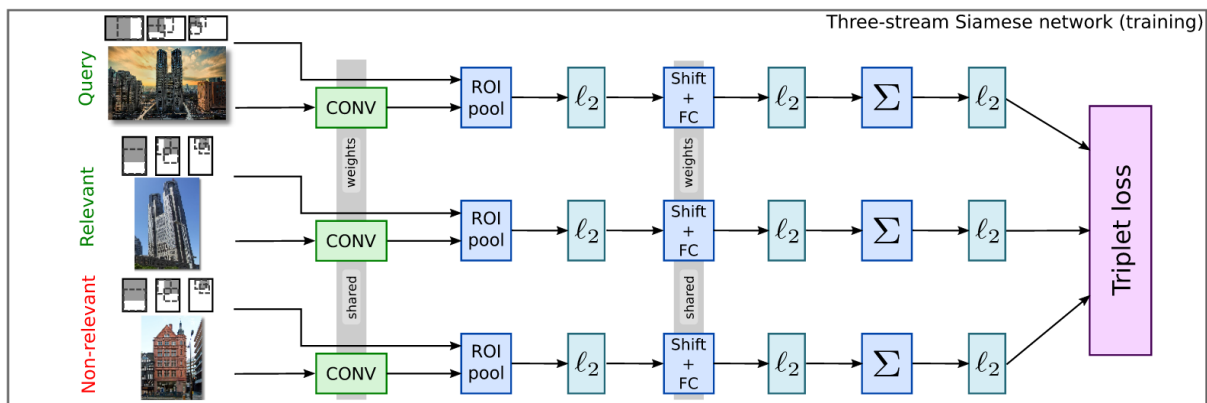 Three-stream Siamese network (training)
Query
CONV
ROI
pool
ℓ2
Shift
+
FC
ℓ2
Σ
ℓ2
weights
weights
Relevant
CONV
ROI
pool
ℓ2
Shift
+
FC
ℓ2
Σ
ℓ2
Triplet loss
shared
shared
Non-relevant
CONV
ROI
pool
ℓ2
Shift
+
FC
ℓ2
Σ
ℓ2